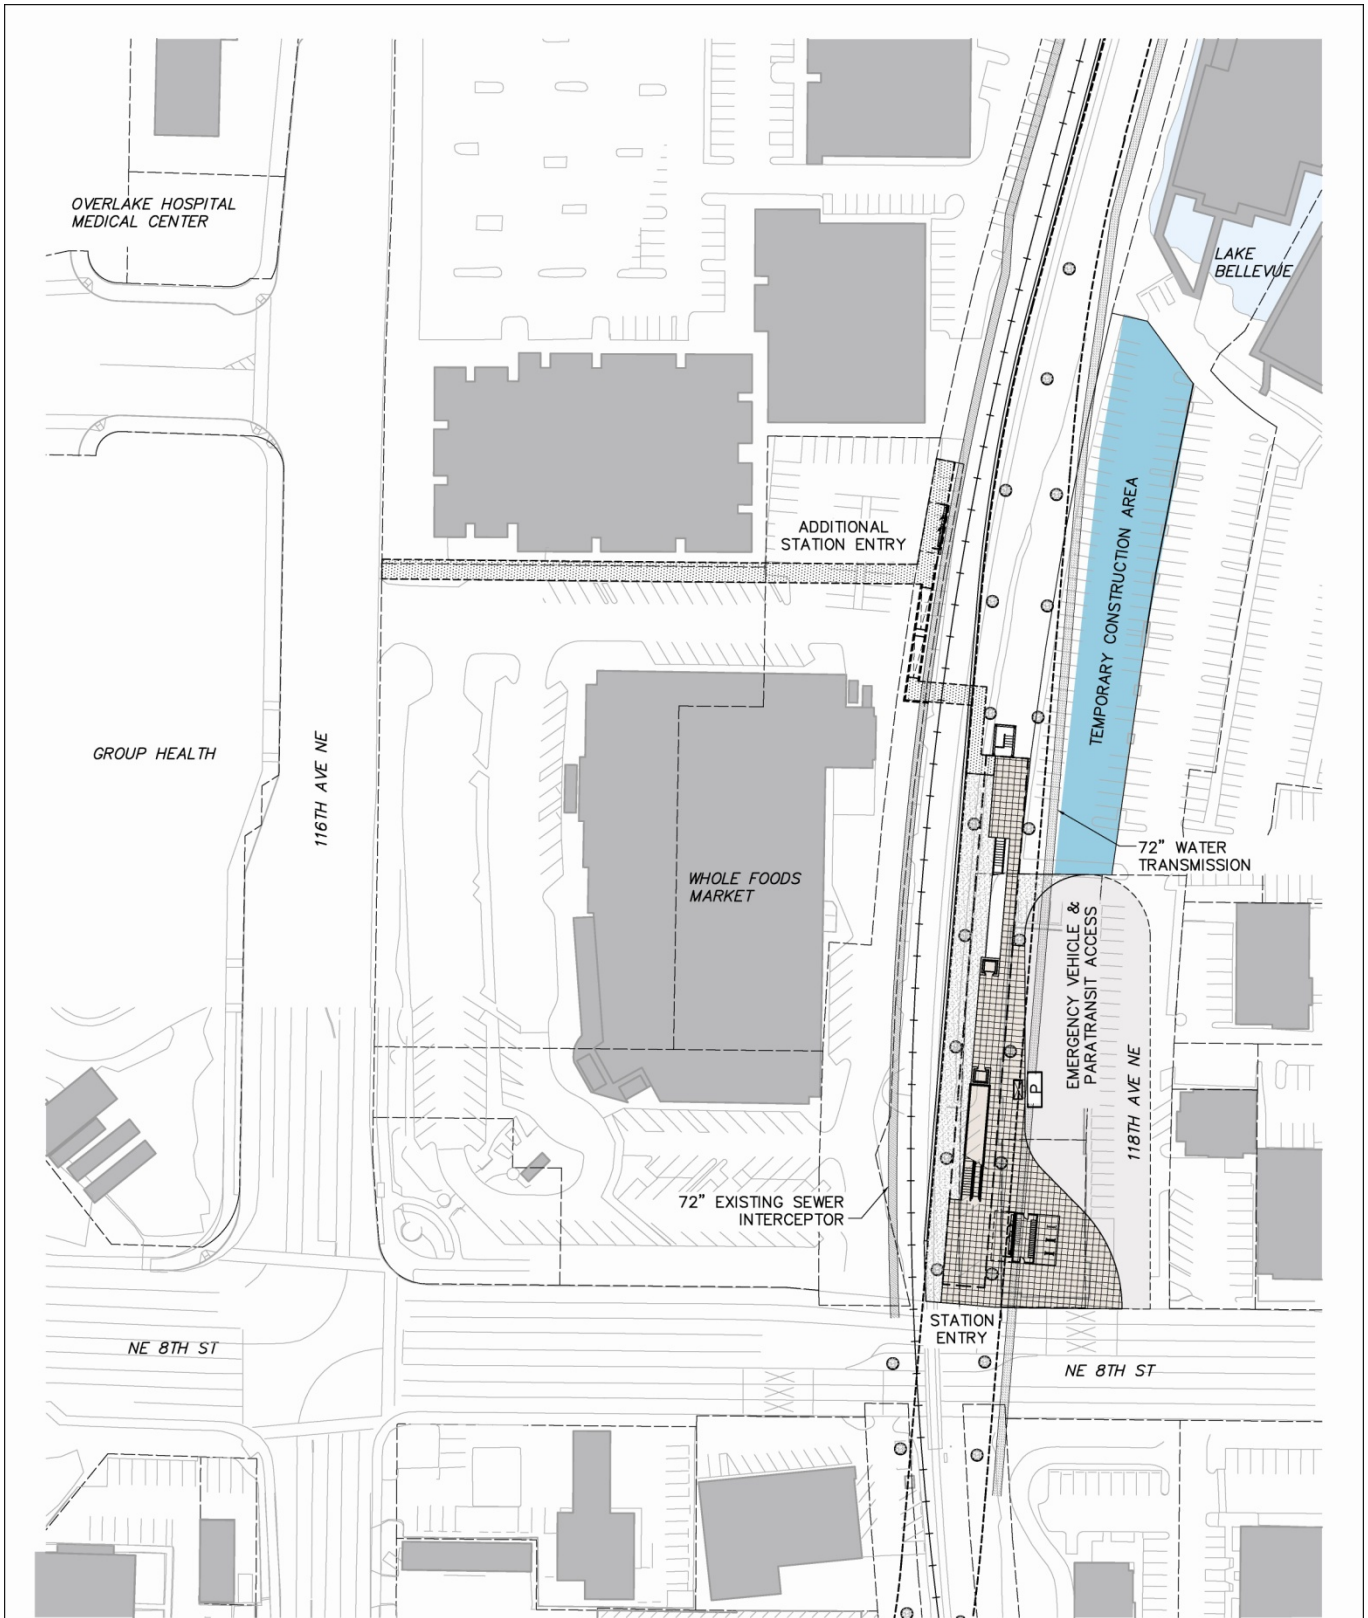 OVERLAKE HOSPITAL
MEDICAL CENTER
LAKE
BELLEVUE
ADDITIONAL
STATION ENTRY
TEMPORARY CONSTRUCTION AREA
GROUP HEALTH
116TH AVE NE
72" WATER
TRANSMISSION
WHOLE FOODS
MARKET
EMERGENCY VEHICLE &
PARATRANSIT ACCESS
P
118TH AVE NE
72" EXISTING SEWER
INTERCEPTOR
STATION
ENTRY
NE 8TH ST
NE 8TH ST